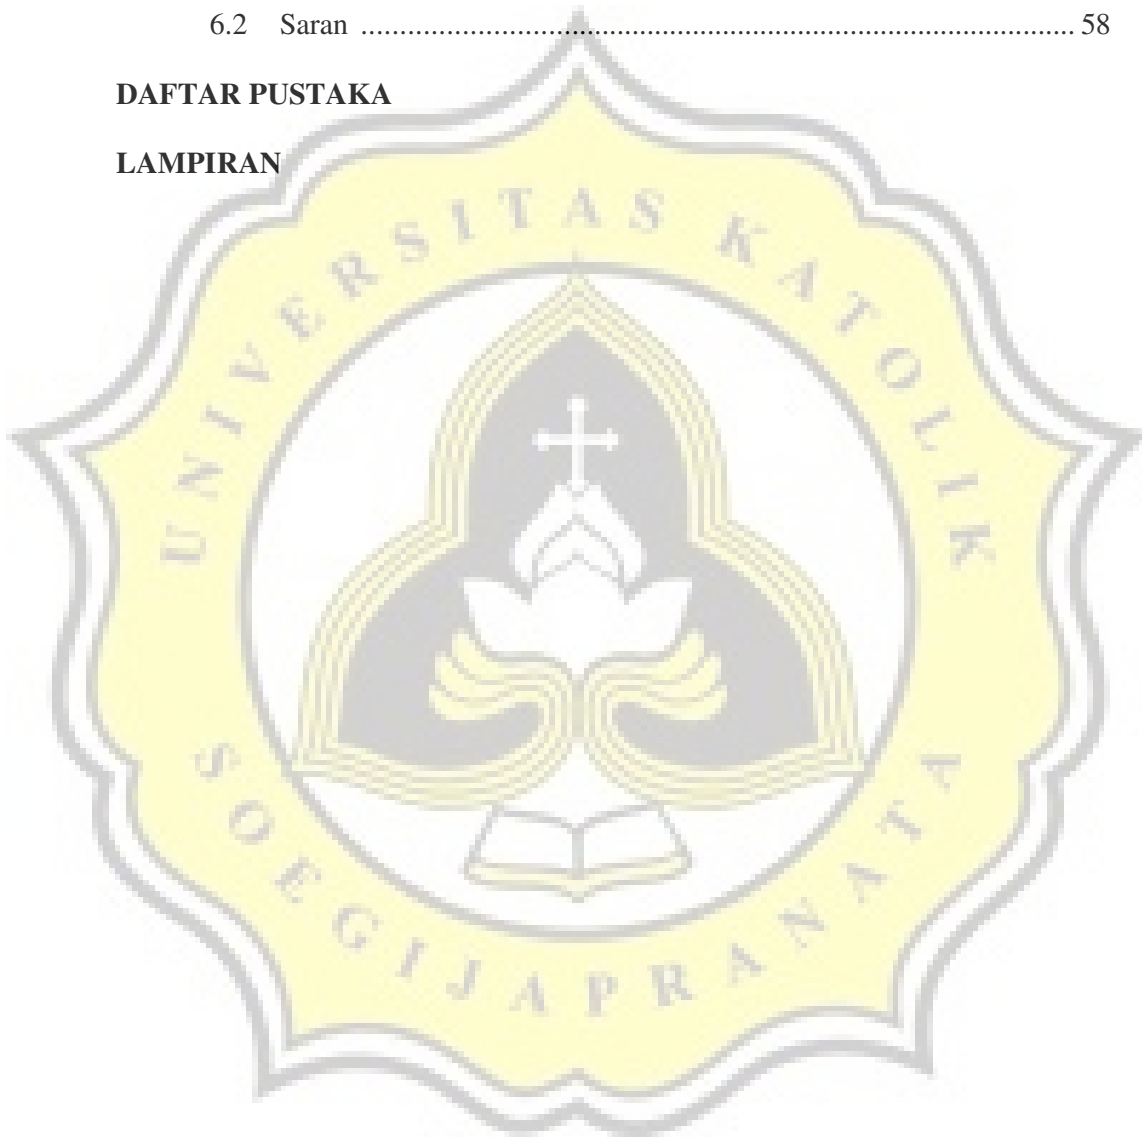 6.2 Saran ............................................................................. 58
DAFTAR PUSTAKA
LAMPIRAN
UNIVERSITAS KATOLIK
SOEGIJAPRANATA